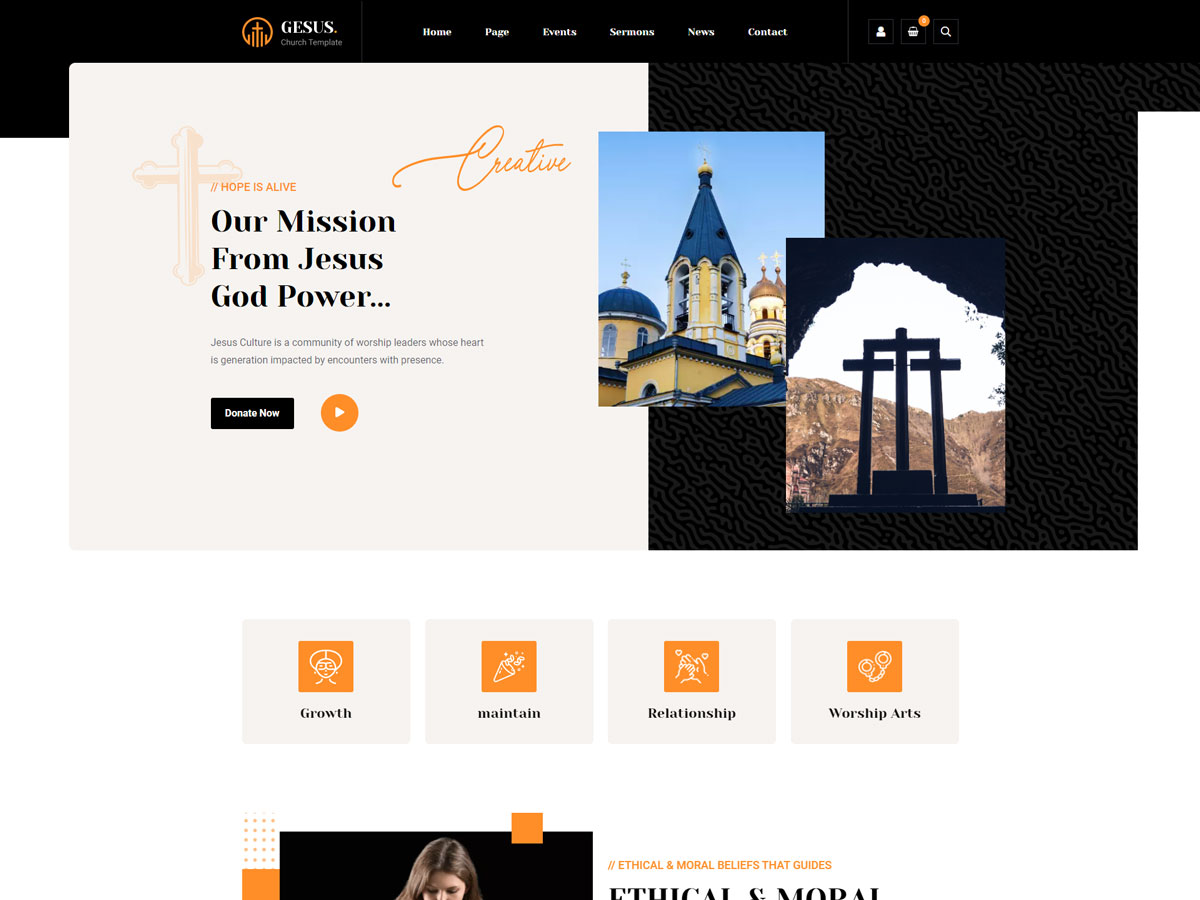 GESUS.
Church Template
Home
Page
Events
Sermons
News
Contact
0
Creative
// HOPE IS ALIVE
Our Mission
From Jesus
God Power...
Jesus Culture is a community of worship leaders whose heart
is generation impacted by encounters with presence.
Donate Now
Growth
maintain
Relationship
Worship Arts
// ETHICAL & MORAL BELIEFS THAT GUIDES
ETHICAL & MORAL